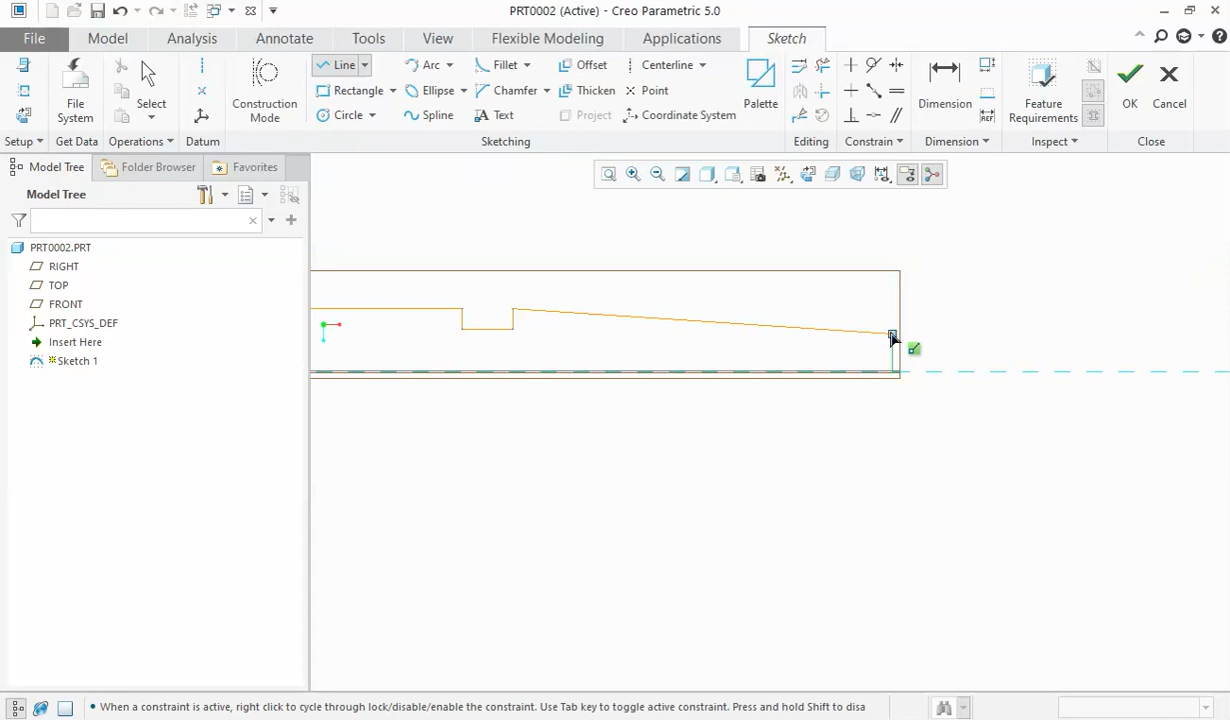 PRT0002 (Active) - Creo Parametric 5.0
File Model Analysis Annotate Tools View Flexible Modeling Applications Sketch
Line Arc Fillet Offset Centerline
Rectangle Ellipse Chamfer Thicken Point
Circle Spline Text Project Coordinate System
File System
Select
Construction Mode
Palette
Dimension
Feature Requirements
OK
Cancel
Setup Get Data Operations Datum Sketching Editing Constrain Dimension Inspect Close
Model Tree Folder Browser Favorites
Model Tree
PRT0002.PRT
RIGHT
TOP
FRONT
PRT_CSYS_DEF
Insert Here
Sketch 1
• When a constraint is active, right click to cycle through lock/disable/enable the constraint. Use Tab key to toggle active constraint. Press and hold Shift to disa